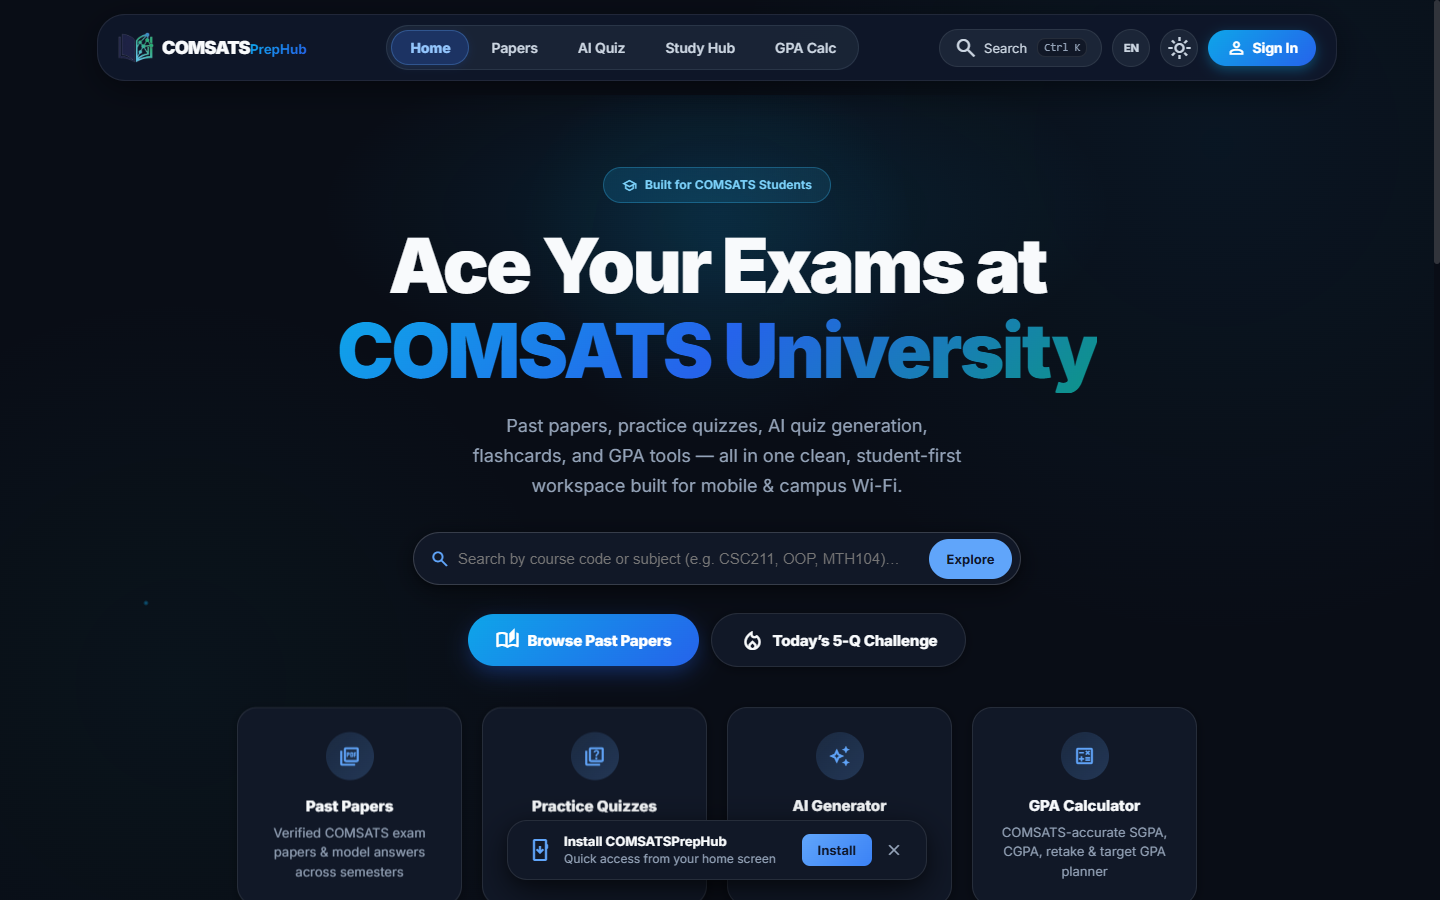 COMSATSPrepHub
Home
Papers
AI Quiz
Study Hub
GPA Calc
Search
Ctrl K
EN
Sign In
Built for COMSATS Students
Ace Your Exams at
COMSATS University
Past papers, practice quizzes, AI quiz generation,
flashcards, and GPA tools — all in one clean, student-first
workspace built for mobile & campus Wi-Fi.
Search by course code or subject (e.g. CSC211, OOP, MTH104)...
Explore
Browse Past Papers
Today’s 5-Q Challenge
PDF
Past Papers
Verified COMSATS exam
papers & model answers
across semesters
Practice Quizzes
AI Generator
GPA Calculator
COMSATS-accurate SGPA,
CGPA, retake & target GPA
planner
Install COMSATSPrepHub
Quick access from your home screen
Install